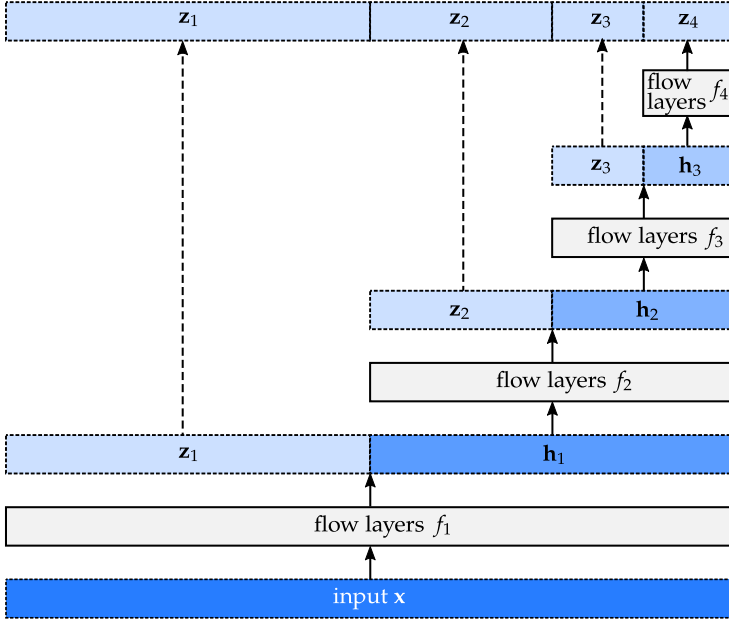 z₁ z₂ z₃ z₄
flow
layers f₄
z₃ h₃
flow layers f₃
z₂ h₂
flow layers f₂
z₁ h₁
flow layers f₁
input x